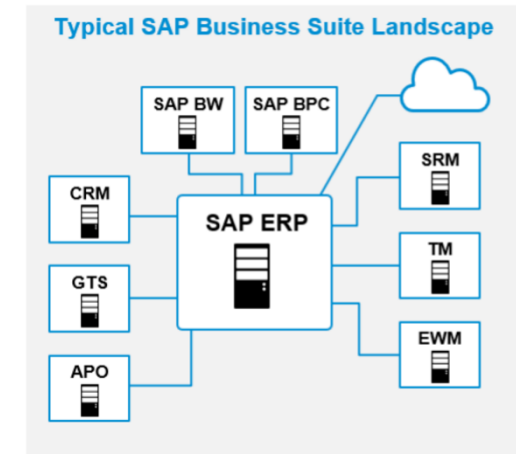 Typical SAP Business Suite Landscape
SAP BW
SAP BPC
SRM
CRM
SAP ERP
TM
GTS
EWM
APO